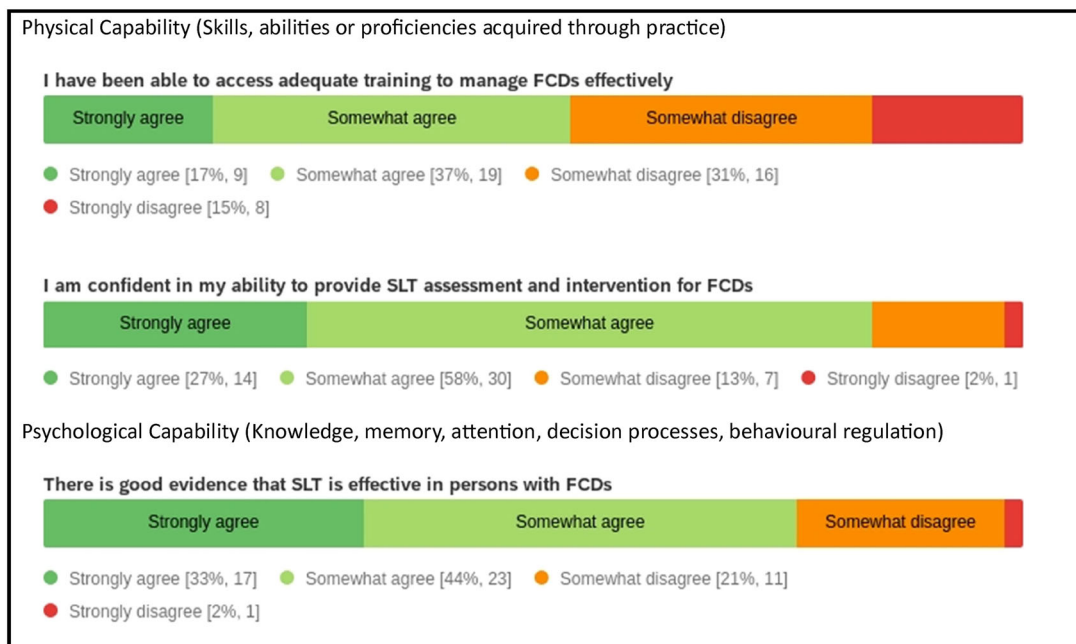 Physical Capability (Skills, abilities or proficiencies acquired through practice)
I have been able to access adequate training to manage FCDs effectively
Strongly agree Somewhat agree Somewhat disagree
Strongly agree [17%, 9] Somewhat agree [37%, 19] Somewhat disagree [31%, 16]
Strongly disagree [15%, 8]
I am confident in my ability to provide SLT assessment and intervention for FCDs
Strongly agree Somewhat agree
Strongly agree [27%, 14] Somewhat agree [58%, 30] Somewhat disagree [13%, 7] Strongly disagree [2%, 1]
Psychological Capability (Knowledge, memory, attention, decision processes, behavioural regulation)
There is good evidence that SLT is effective in persons with FCDs
Strongly agree Somewhat agree Somewhat disagree
Strongly agree [33%, 17] Somewhat agree [44%, 23] Somewhat disagree [21%, 11]
Strongly disagree [2%, 1]